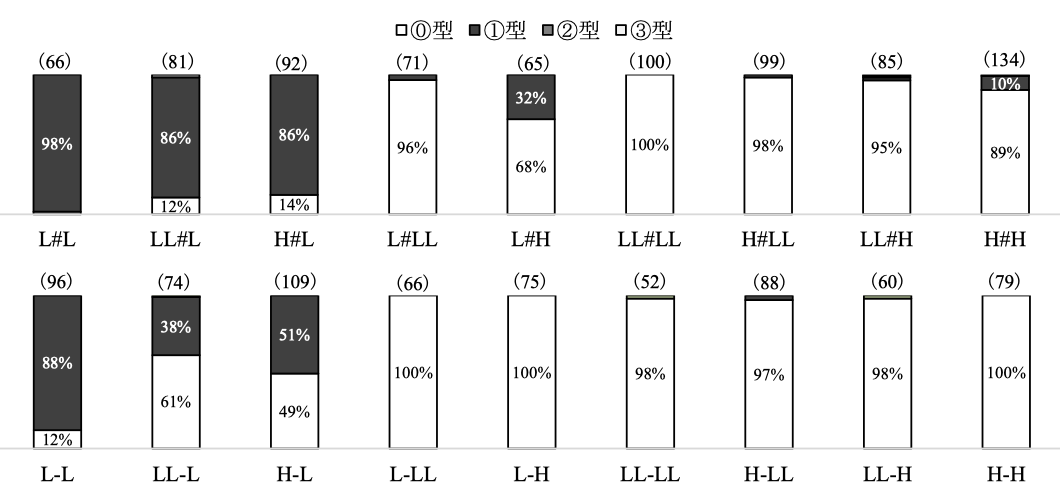 ⓪型 ①型 ②型 ③型
(66) (81) (92) (71) (65) (100) (99) (85) (134)
98% 86% 86% 96% 32% 100% 98% 95% 10%
12% 14% 68% 89%
L#L LL#L H#L L#LL L#H LL#LL H#LL LL#H H#H
(96) (74) (109) (66) (75) (52) (88) (60) (79)
88% 38% 51% 100% 100% 98% 97% 98% 100%
12% 61% 49%
L-L LL-L H-L L-LL L-H LL-LL H-LL LL-H H-H